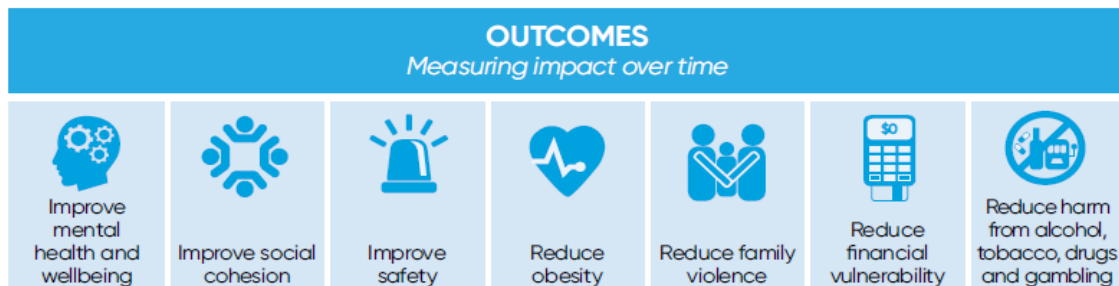 OUTCOMES
Measuring impact over time
Improve
mental
health and
wellbeing
Improve social
cohesion
Improve
safety
Reduce
obesity
Reduce family
violence
$0
Reduce
financial
vulnerability
Reduce harm
from alcohol,
tobacco, drugs
and gambling